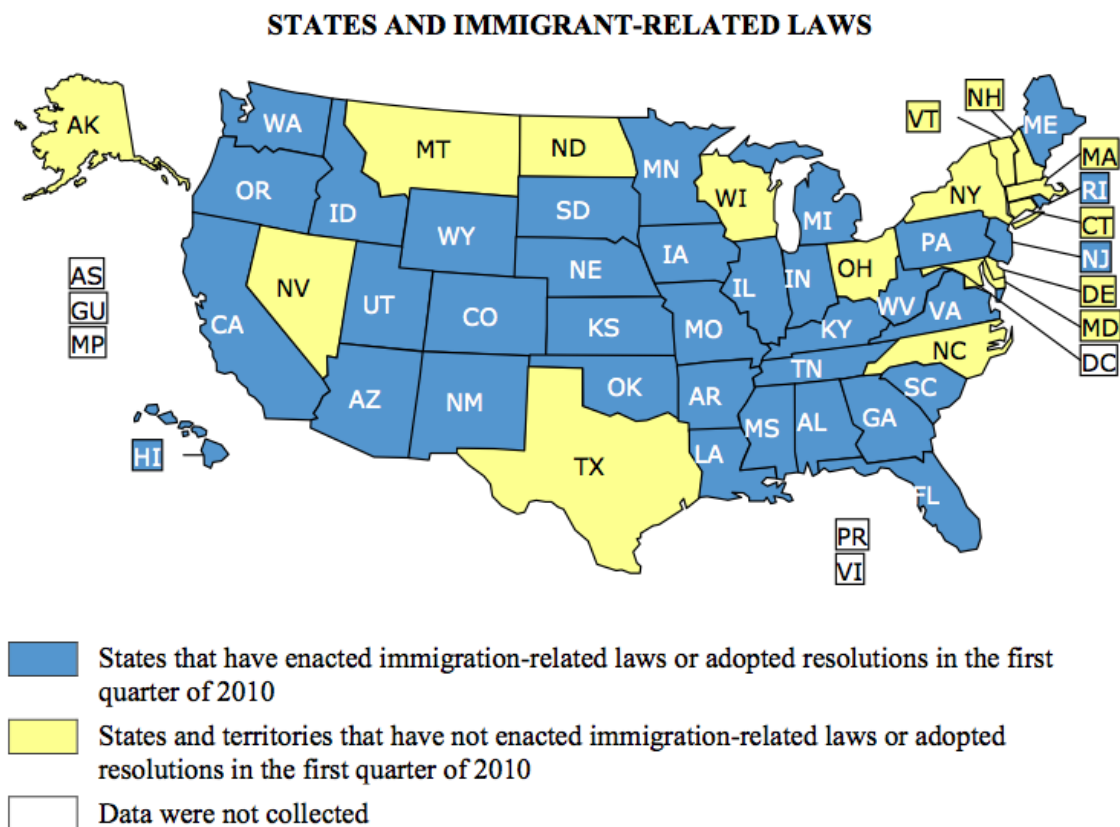 STATES AND IMMIGRANT-RELATED LAWS
NH
AK
WA
VT
ME
MT
ND
MN
MA
OR
ID
SD
WI
NY
RI
WY
MI
CT
IA
PA
NJ
AS
NE
OH
NV
IL
IN
DE
GU
UT
CO
WV
VA
CA
KS
MO
KY
MD
MP
NC
DC
TN
AZ
NM
OK
AR
SC
MS
AL
GA
HI
LA
TX
FL
PR
VI
States that have enacted immigration-related laws or adopted resolutions in the first
quarter of 2010
States and territories that have not enacted immigration-related laws or adopted
resolutions in the first quarter of 2010
Data were not collected